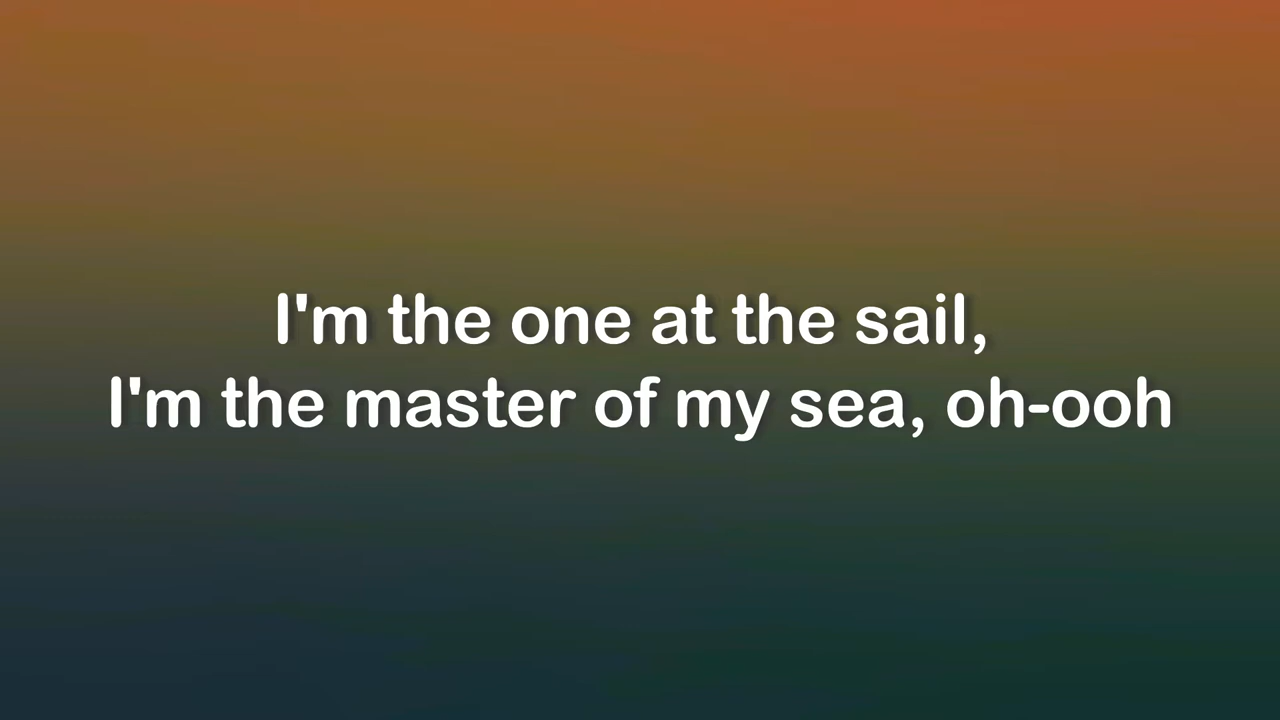 I'm the one at the sail,
I'm the master of my sea, oh-ooh